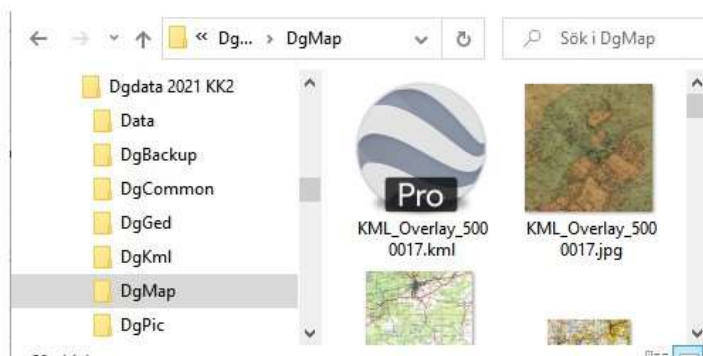 « Dg... › DgMap
Sök i DgMap
Dgdata 2021 KK2
Data
DgBackup
DgCommon
DgGed
DgKml
DgMap
DgPic
Pro
KML_Overlay_500
0017.kml
KML_Overlay_500
0017.jpg